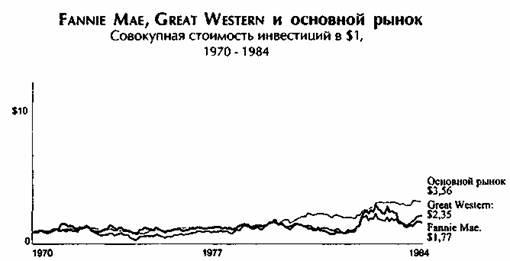 FANNIE MAE, GREAT WESTERN И ОСНОВНОЙ РЫНОК
Совокупная стоимость инвестиций в $1,
1970 - 1984
$10
Основной рынок
$3,56
Great Western:
$2,35
Fannie Mae.
$1,77
0
1970
1977
1984